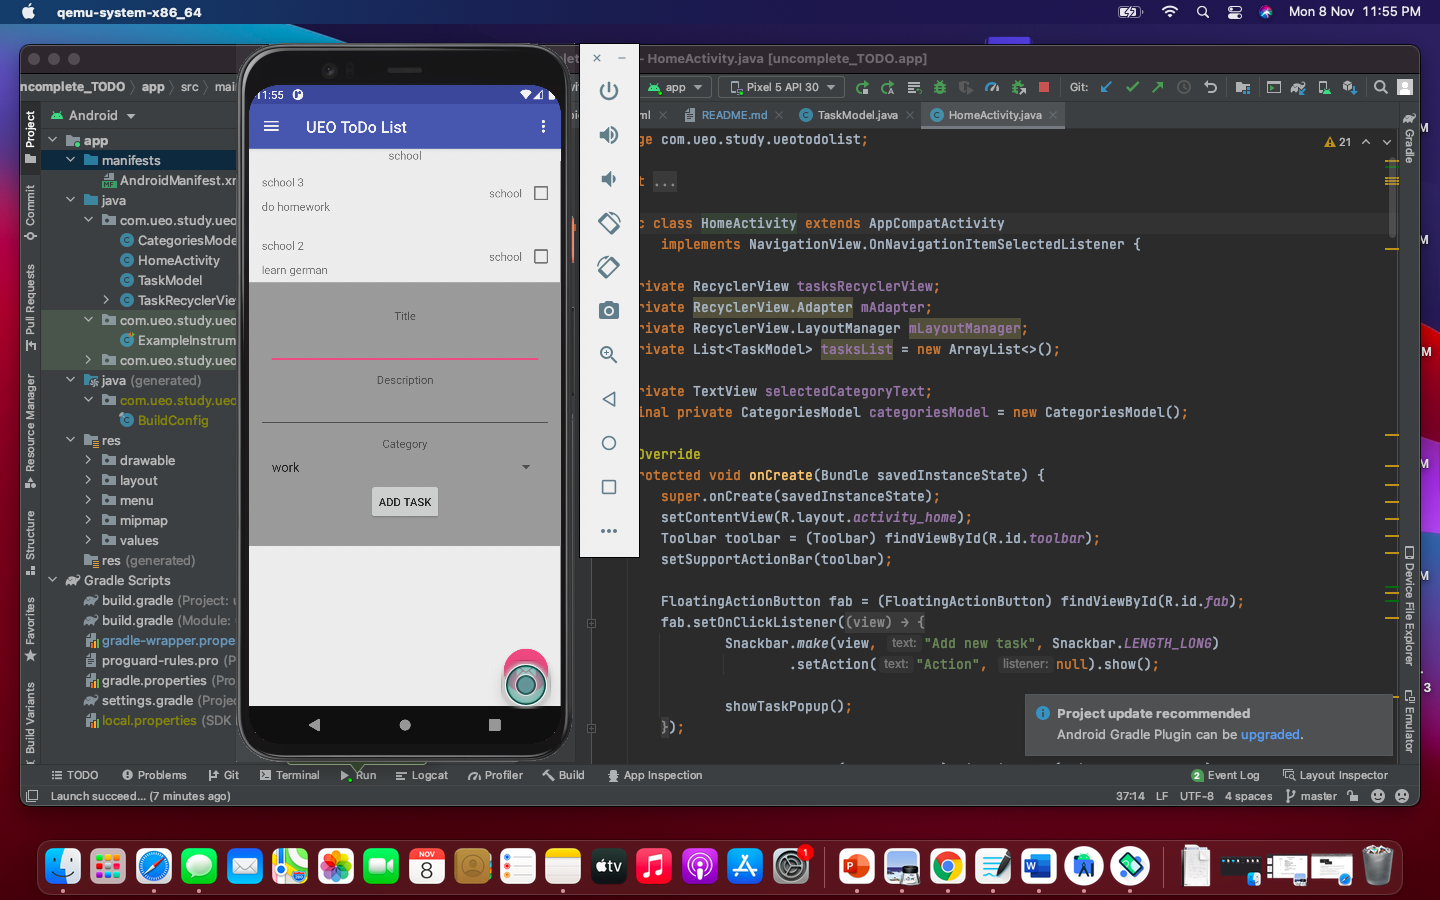 qemu-system-x86_64
Mon 8 Nov 11:55 PM
HomeActivity.java [uncomplete_TODO.app]
ncomplete_TODO
app
src
app
Pixel 5 API 30
Git:
Android
README.md
TaskModel.java
HomeActivity.java
app
manifests
AndroidManifest.xm
java
com.ueo.study.ueo
CategoriesMode
HomeActivity
TaskModel
TaskRecyclerVie
com.ueo.study.ueo
ExampleInstrum
com.ueo.study.ueo
java (generated)
com.ueo.study.ueo
BuildConfig
res
drawable
layout
menu
mipmap
values
res (generated)
Gradle Scripts
build.gradle (Project: u
build.gradle (Module:
gradle-wrapper.prope
proguard-rules.pro (P
gradle.properties (Pro
settings.gradle (Projec
local.properties (SDK
Project
Commit
Pull Requests
Resource Manager
Structure
Favorites
Build Variants
11:55
UEO ToDo List
school
school 3
do homework
school
school 2
learn german
school
Title
Description
Category
work
ADD TASK
ge com.ueo.study.ueotodolist;
21
t ...
c class HomeActivity extends AppCompatActivity
implements NavigationView.OnNavigationItemSelectedListener {
rivate RecyclerView tasksRecyclerView;
rivate RecyclerView.Adapter mAdapter;
rivate RecyclerView.LayoutManager mLayoutManager;
rivate List<TaskModel> tasksList = new ArrayList<>();
rivate TextView selectedCategoryText;
inal private CategoriesModel categoriesModel = new CategoriesModel();
Override
rotected void onCreate(Bundle savedInstanceState) {
super.onCreate(savedInstanceState);
setContentView(R.layout.activity_home);
Toolbar toolbar = (Toolbar) findViewById(R.id.toolbar);
setSupportActionBar(toolbar);
FloatingActionButton fab = (FloatingActionButton) findViewById(R.id.fab);
fab.setOnClickListener((view) → {
Snackbar.make(view, text: "Add new task", Snackbar.LENGTH_LONG)
.setAction( text: "Action", listener: null).show();
showTaskPopup();
});
Gradle
Device File Explorer
Emulator
Project update recommended
Android Gradle Plugin can be upgraded.
TODO
Problems
Git
Terminal
Run
Logcat
Profiler
Build
App Inspection
2 Event Log
Layout Inspector
Launch succeed... (7 minutes ago)
37:14 LF UTF-8 4 spaces master
NOV
8
tv
1